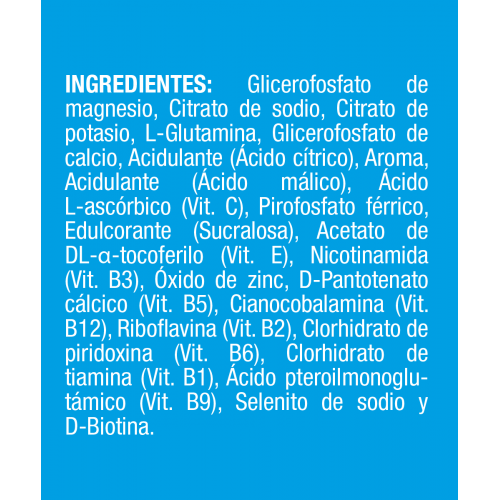 INGREDIENTES: Glicerofosfato de
magnesio, Citrato de sodio, Citrato de
potasio, L-Glutamina, Glicerofosfato de
calcio, Acidulante (Ácido cítrico), Aroma,
Acidulante (Ácido málico), Ácido
L-ascórbico (Vit. C), Pirofosfato férrico,
Edulcorante (Sucralosa), Acetato de
DL-α-tocoferilo (Vit. E), Nicotinamida
(Vit. B3), Óxido de zinc, D-Pantotenato
cálcico (Vit. B5), Cianocobalamina (Vit.
B12), Riboflavina (Vit. B2), Clorhidrato de
piridoxina (Vit. B6), Clorhidrato de
tiamina (Vit. B1), Ácido pteroilmonoglu-
támico (Vit. B9), Selenito de sodio y
D-Biotina.